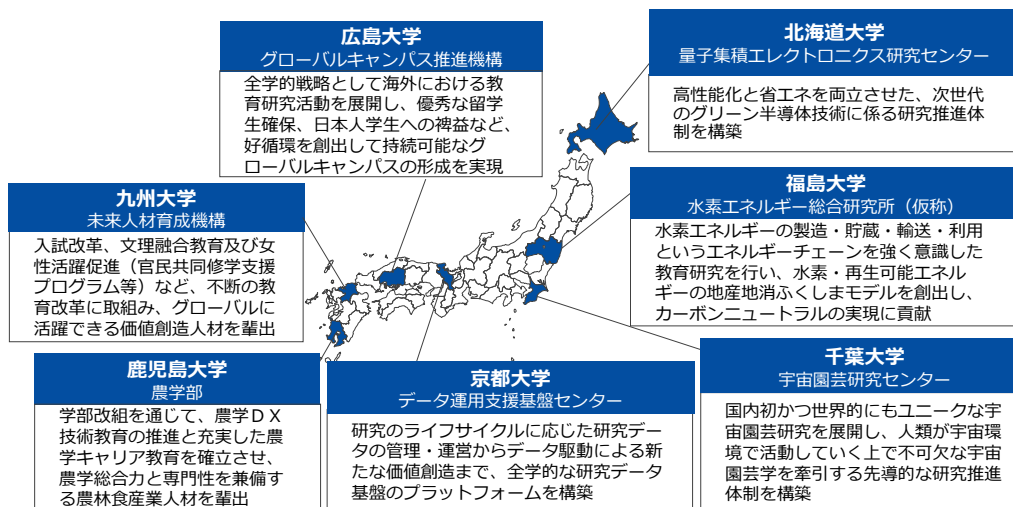 広島大学
グローバルキャンパス推進機構
全学的戦略として海外における教
育研究活動を展開し、優秀な留学
生確保、日本人学生への裨益など、
好循環を創出して持続可能なグ
ローバルキャンパスの形成を実現
北海道大学
量子集積エレクトロニクス研究センター
高性能化と省エネを両立させた、次世代
のグリーン半導体技術に係る研究推進体
制を構築
九州大学
未来人材育成機構
入試改革、文理融合教育及び女
性活躍促進（官民共同修学支援
プログラム等）など、不断の教
育改革に取組み、グローバルに
活躍できる価値創造人材を輩出
福島大学
水素エネルギー総合研究所（仮称）
水素エネルギーの製造・貯蔵・輸送・利用
というエネルギーチェーンを強く意識した
教育研究を行い、水素・再生可能エネル
ギーの地産地消ふくしまモデルを創出し、
カーボンニュートラルの実現に貢献
鹿児島大学
農学部
学部改組を通じて、農学ＤＸ
技術教育の推進と充実した農
学キャリア教育を確立させ、
農学総合力と専門性を兼備す
る農林食産業人材を輩出
京都大学
データ運用支援基盤センター
研究のライフサイクルに応じた研究デー
タの管理・運営からデータ駆動による新
たな価値創造まで、全学的な研究データ
基盤のプラットフォームを構築
千葉大学
宇宙園芸研究センター
国内初かつ世界的にもユニークな宇
宙園芸研究を展開し、人類が宇宙環
境で活動していく上で不可欠な宇宙
園芸学を牽引する先導的な研究推進
体制を構築